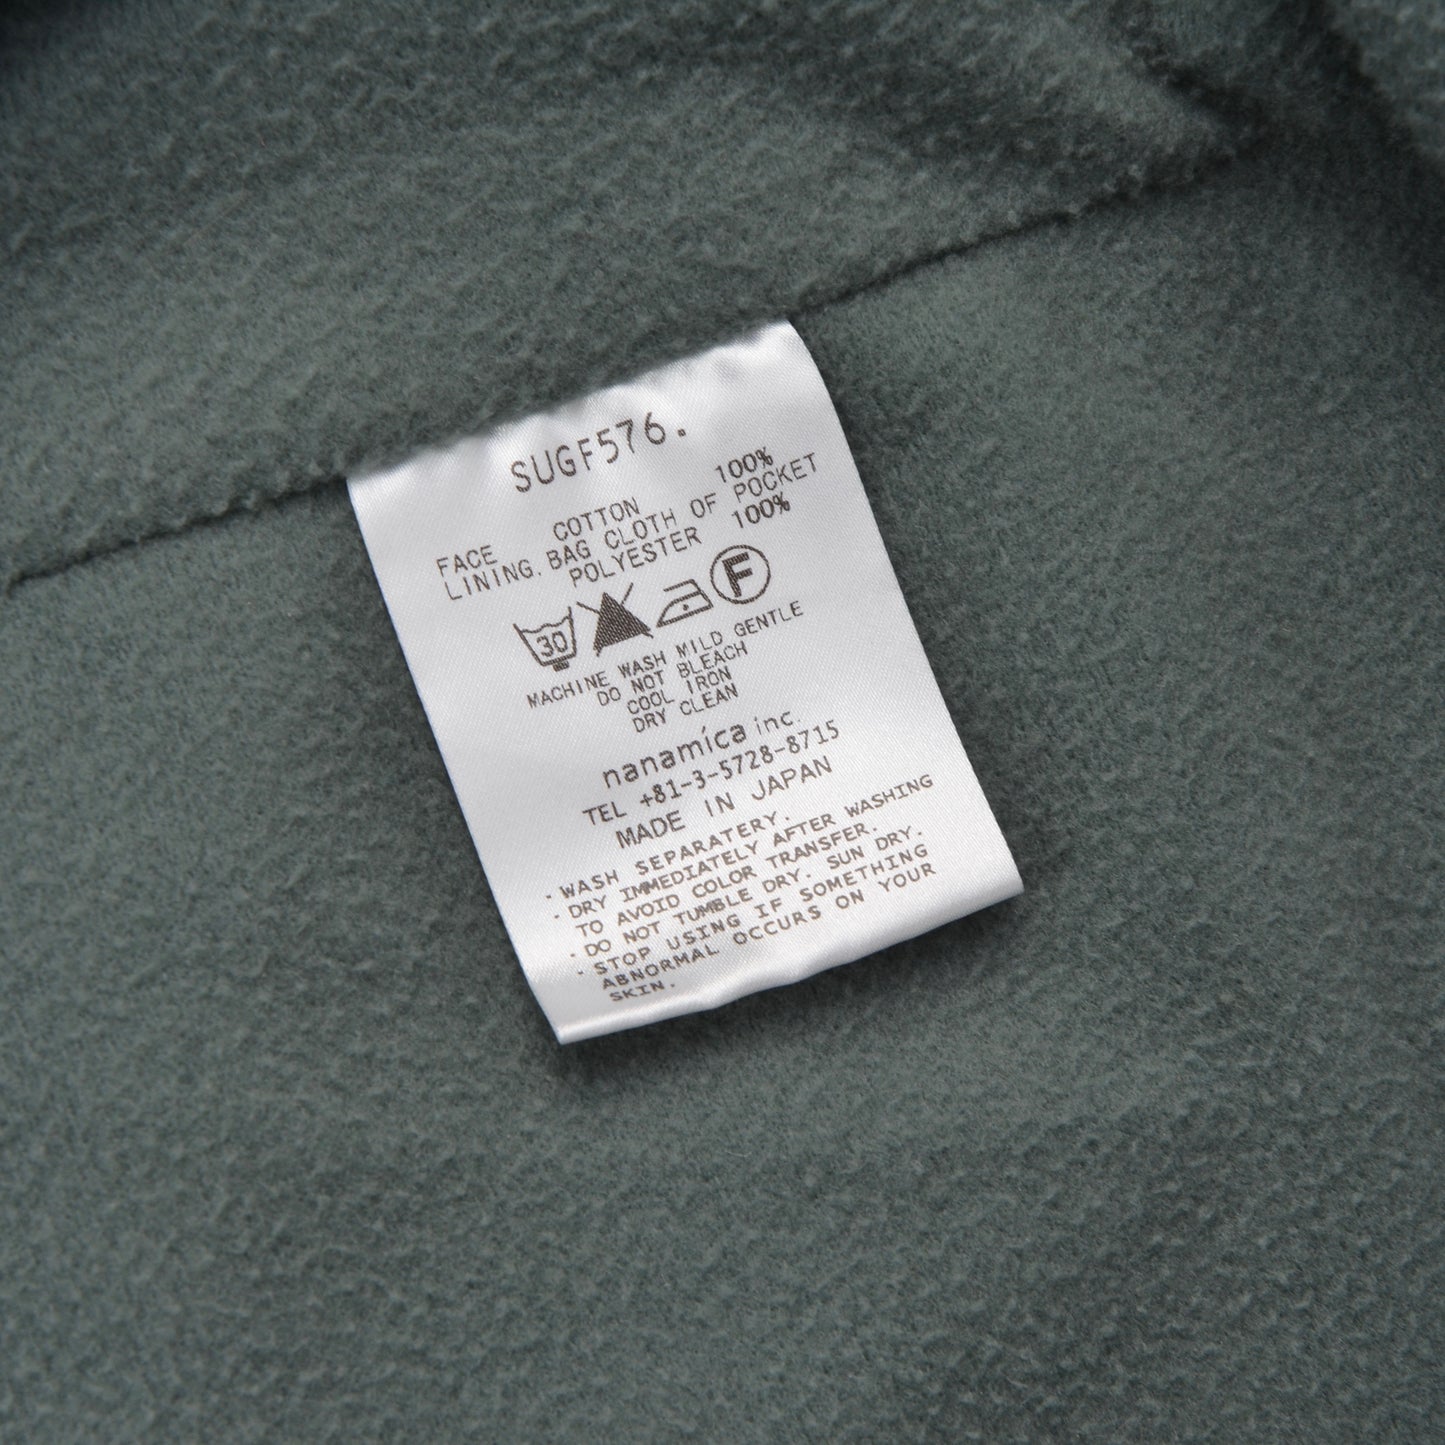 SUGF576.
COTTON 100%
FACE
LINING. BAG CLOTH OF POCKET
POLYESTER 100%
30 F
MACHINE WASH MILD GENTLE
DO NOT BLEACH
COOL IRON
DRY CLEAN
nanamica inc.
TEL +81-3-5728-8715
MADE IN JAPAN
·WASH SEPARATERY.
·DRY IMMEDIATELY AFTER WASHING
TO AVOID COLOR TRANSFER.
·DO NOT TUMBLE DRY. SUN DRY.
·STOP USING IF SOMETHING
ABNORMAL OCCURS ON YOUR
SKIN.